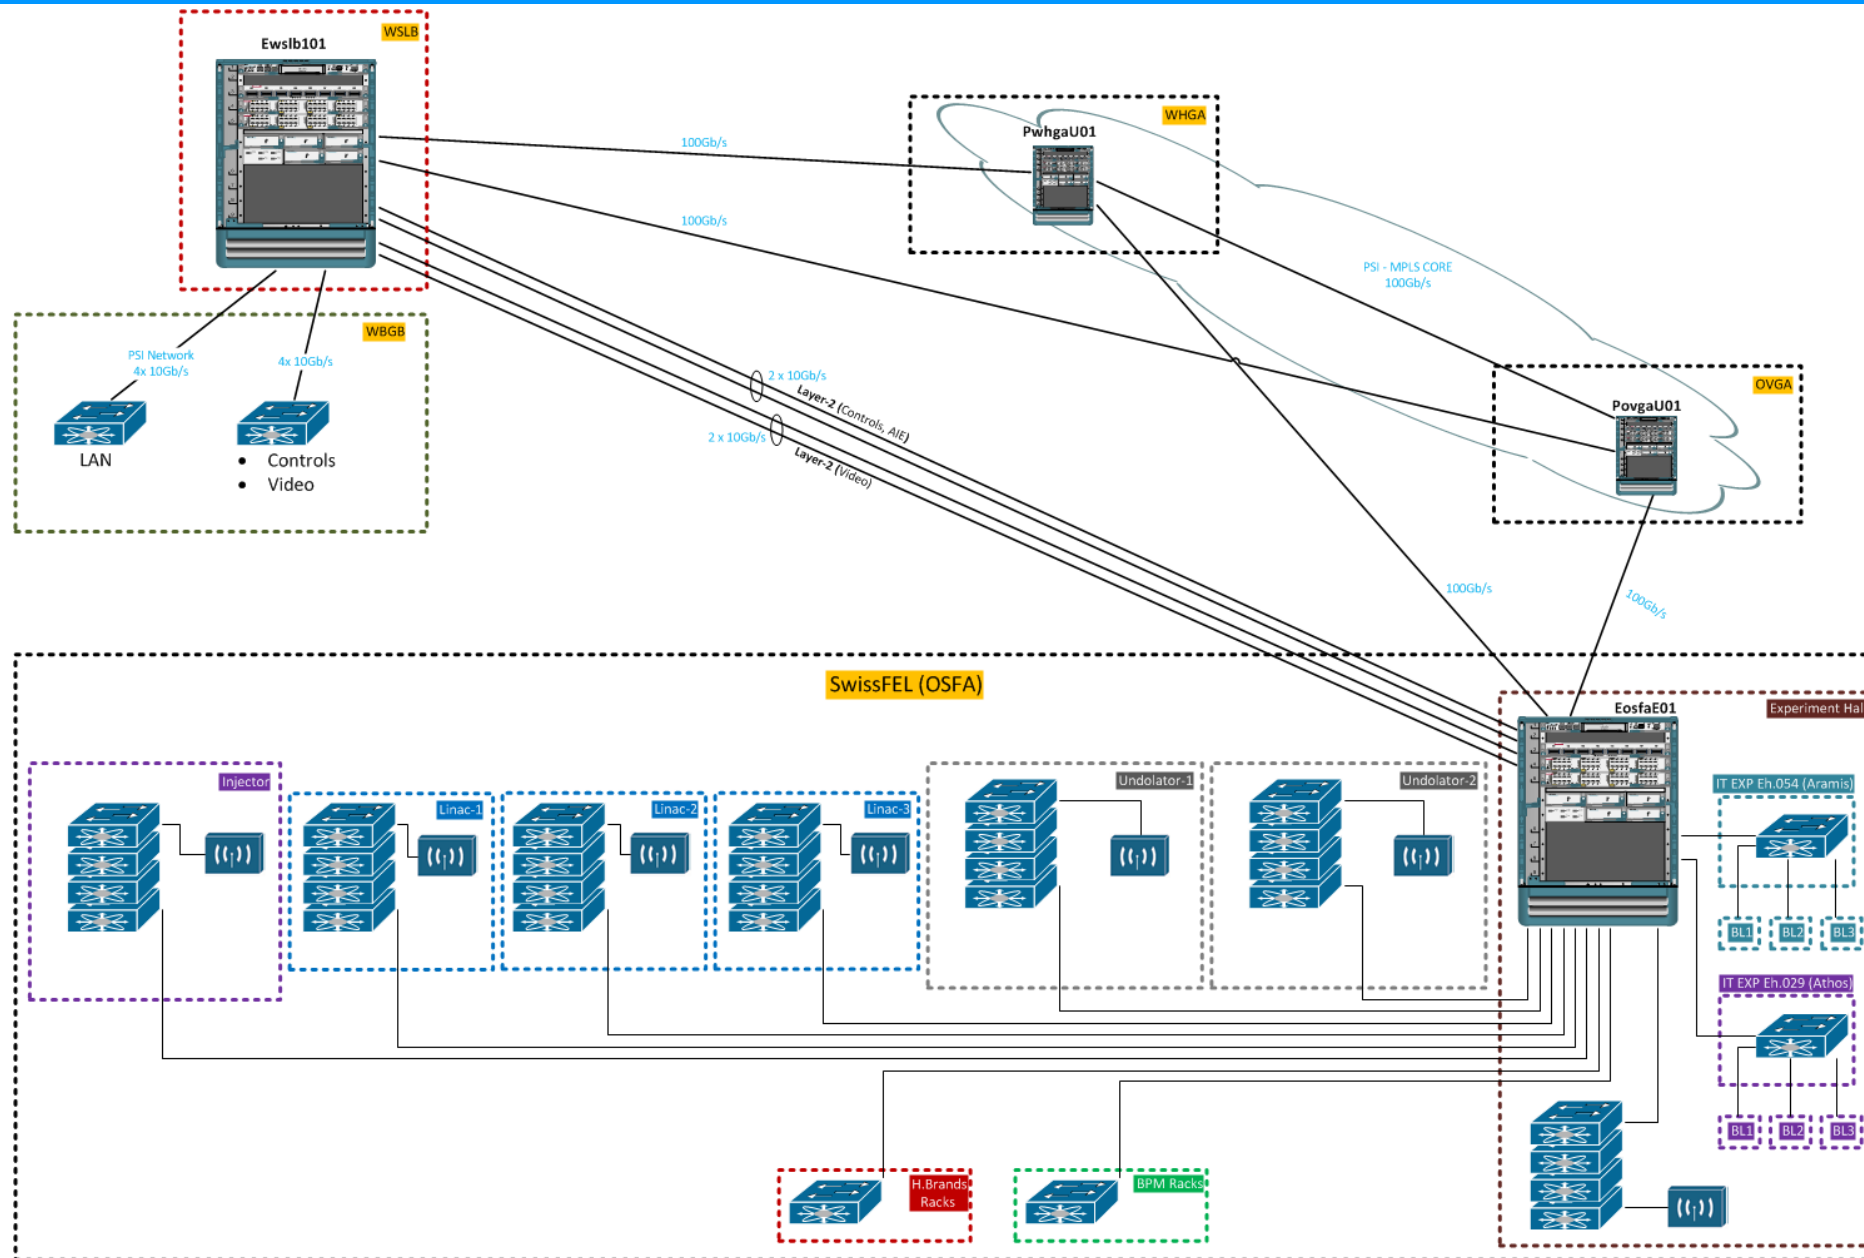 WSLB
Ewslb101
WHGA
PwhgaU01
100Gb/s
100Gb/s
PSI - MPLS CORE
100Gb/s
WBGB
PSI Network
4x 10Gb/s
4x 10Gb/s
LAN
• Controls
• Video
2 x 10Gb/s
Layer-2 (Controls, AIE)
2 x 10Gb/s
Layer-2 (Video)
OVGA
PovgaU01
100Gb/s
100Gb/s
SwissFEL (OSFA)
EosfaE01
Experiment Hal
Injector
Linac-1
Linac-2
Linac-3
Undolator-1
Undolator-2
IT EXP Eh.054 (Aramis)
BL1
BL2
BL3
IT EXP Eh.029 (Athos)
BL1
BL2
BL3
H.Brands
Racks
BPM Racks